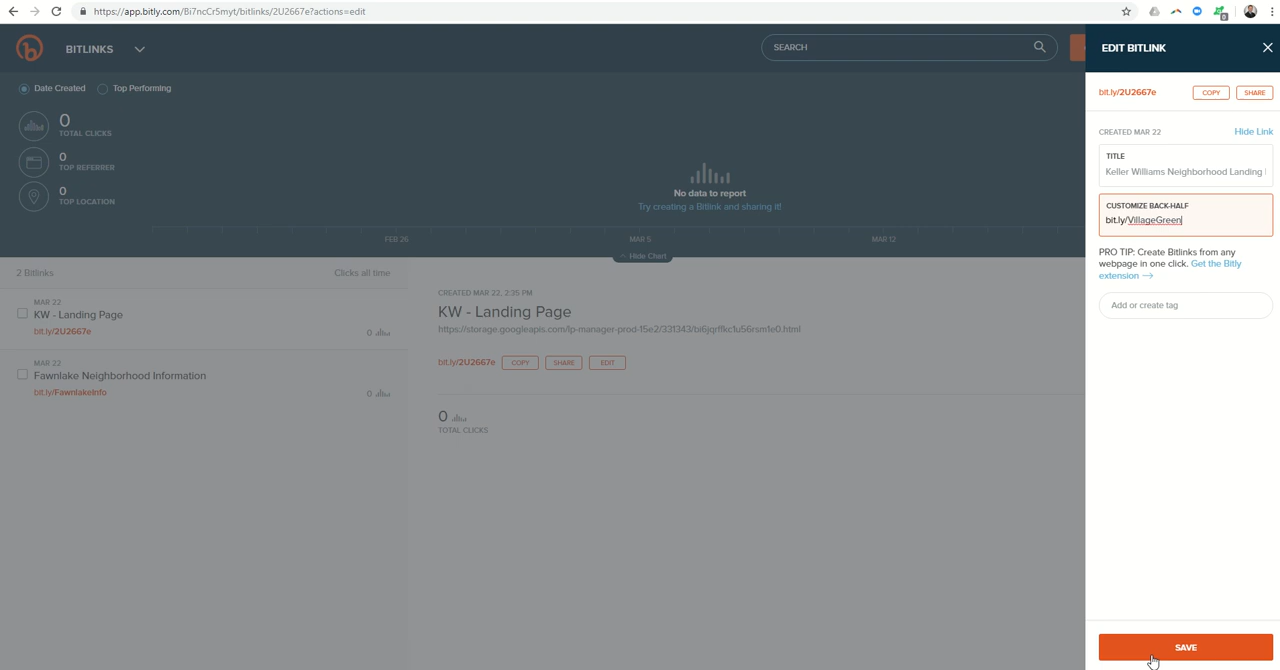 https://app.bitly.com/Bi7ncCr5myt/bitlinks/2U2667e?actions=edit
BITLINKS
SEARCH
EDIT BITLINK
Date Created
Top Performing
bit.ly/2U2667e
COPY
SHARE
0
TOTAL CLICKS
0
TOP REFERRER
0
TOP LOCATION
No data to report
Try creating a Bitlink and sharing it!
FEB 26
MAR 5
MAR 12
Hide Chart
CREATED MAR 22
Hide Link
TITLE
Keller Williams Neighborhood Landing
CUSTOMIZE BACK-HALF
bit.ly/VillageGreen
PRO TIP: Create Bitlinks from any
webpage in one click. Get the Bitly
extension →
Add or create tag
2 Bitlinks
Clicks all time
MAR 22
KW - Landing Page
bit.ly/2U2667e
0
MAR 22
Fawnlake Neighborhood Information
bit.ly/FawnlakeInfo
0
CREATED MAR 22, 2:35 PM
KW - Landing Page
https://storage.googleapis.com/lp-manager-prod-15e2/331343/bi6jqrffkc1u56rsm1e0.html
bit.ly/2U2667e
COPY
SHARE
EDIT
0
TOTAL CLICKS
SAVE